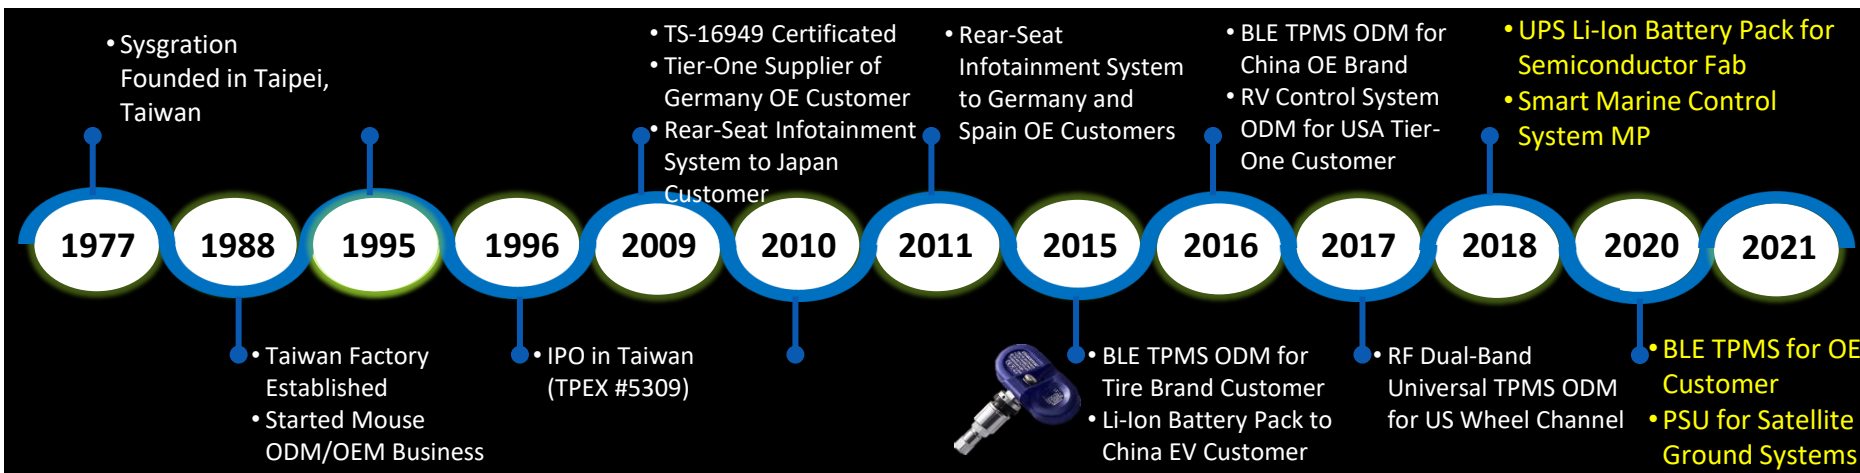 • Sysgration
Founded in Taipei,
Taiwan
• TS-16949 Certificated
• Tier-One Supplier of
Germany OE Customer
• Rear-Seat Infotainment
System to Japan
Customer
• Rear-Seat
Infotainment System
to Germany and
Spain OE Customers
• BLE TPMS ODM for
China OE Brand
• RV Control System
ODM for USA Tier-
One Customer
• UPS Li-Ion Battery Pack for
Semiconductor Fab
• Smart Marine Control
System MP
1977 1988 1995 1996 2009 2010 2011 2015 2016 2017 2018 2020 2021
• Taiwan Factory
Established
• Started Mouse
ODM/OEM Business
• IPO in Taiwan
(TPEX #5309)
• BLE TPMS ODM for
Tire Brand Customer
• Li-Ion Battery Pack to
China EV Customer
• RF Dual-Band
Universal TPMS ODM
for US Wheel Channel
• BLE TPMS for OE
Customer
• PSU for Satellite
Ground Systems